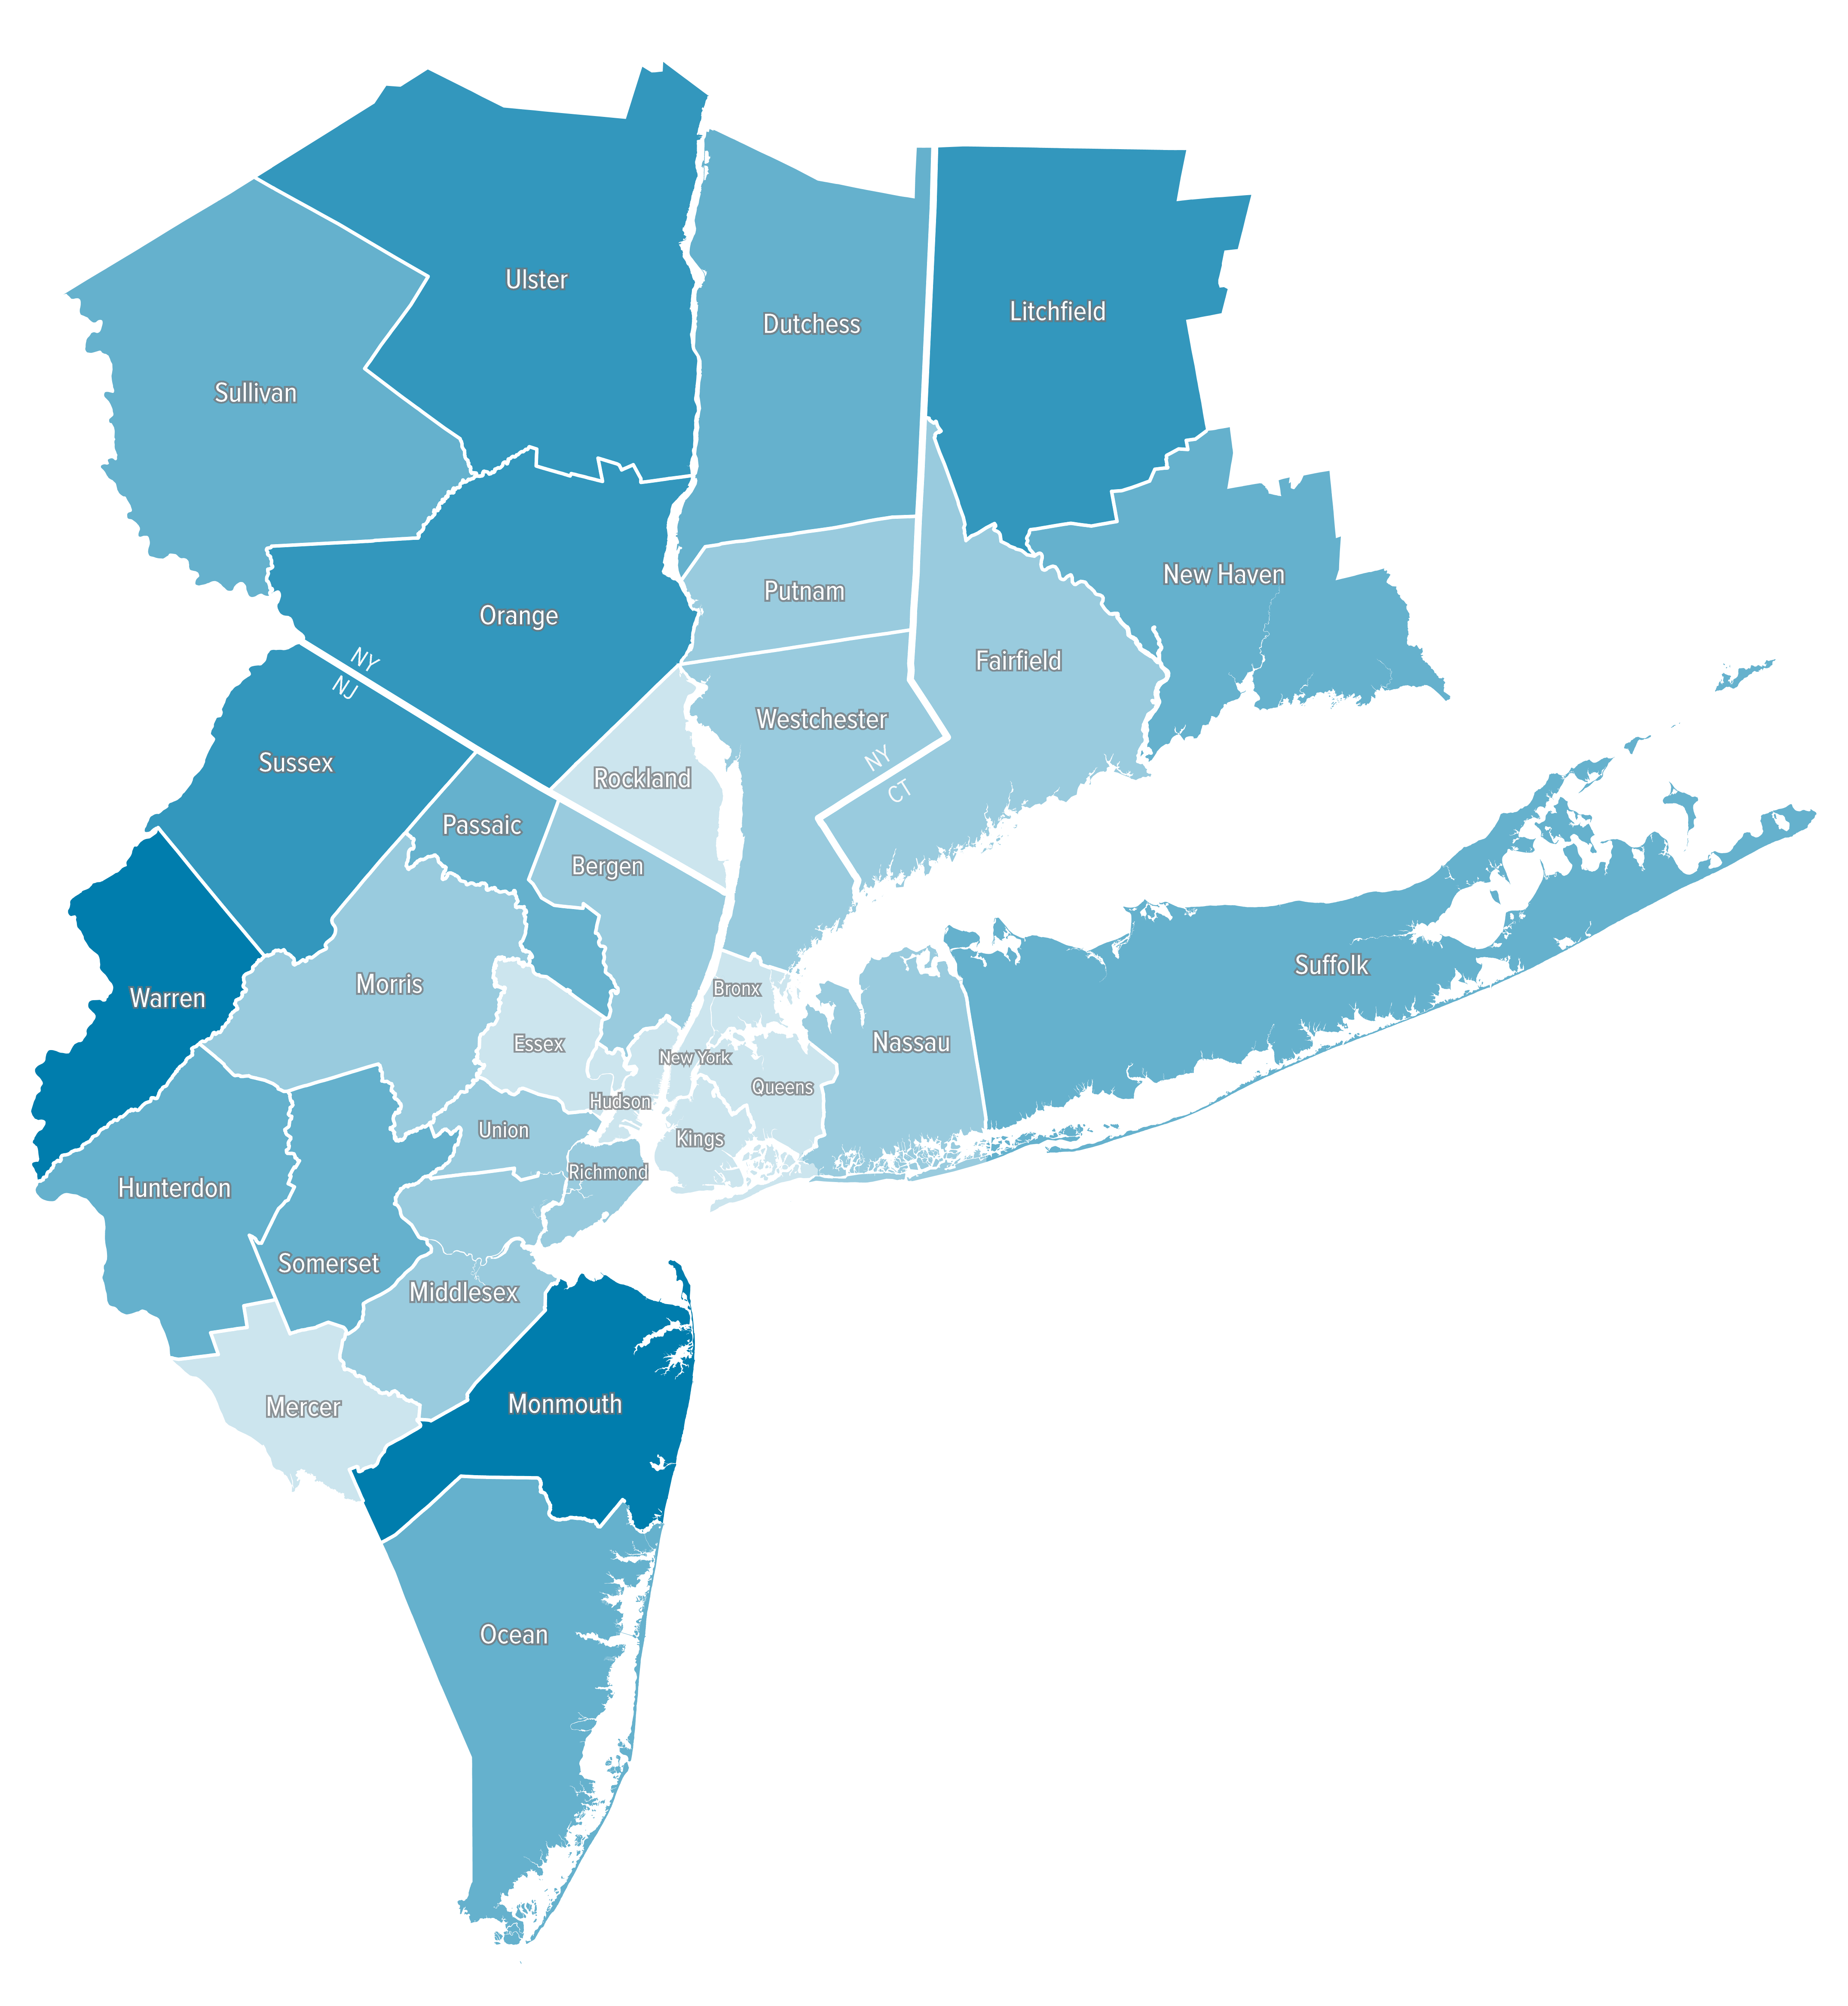 Ulster
Litchfield
Dutchess
Sullivan
New Haven
Putnam
Orange
Fairfield
NY
NJ
Westchester
Sussex
NY
Rockland
CT
Passaic
Bergen
Suffolk
Morris
Bronx
Warren
Essex
Nassau
New York
Queens
Hudson
Union
Kings
Richmond
Hunterdon
Somerset
Middlesex
Monmouth
Mercer
Ocean